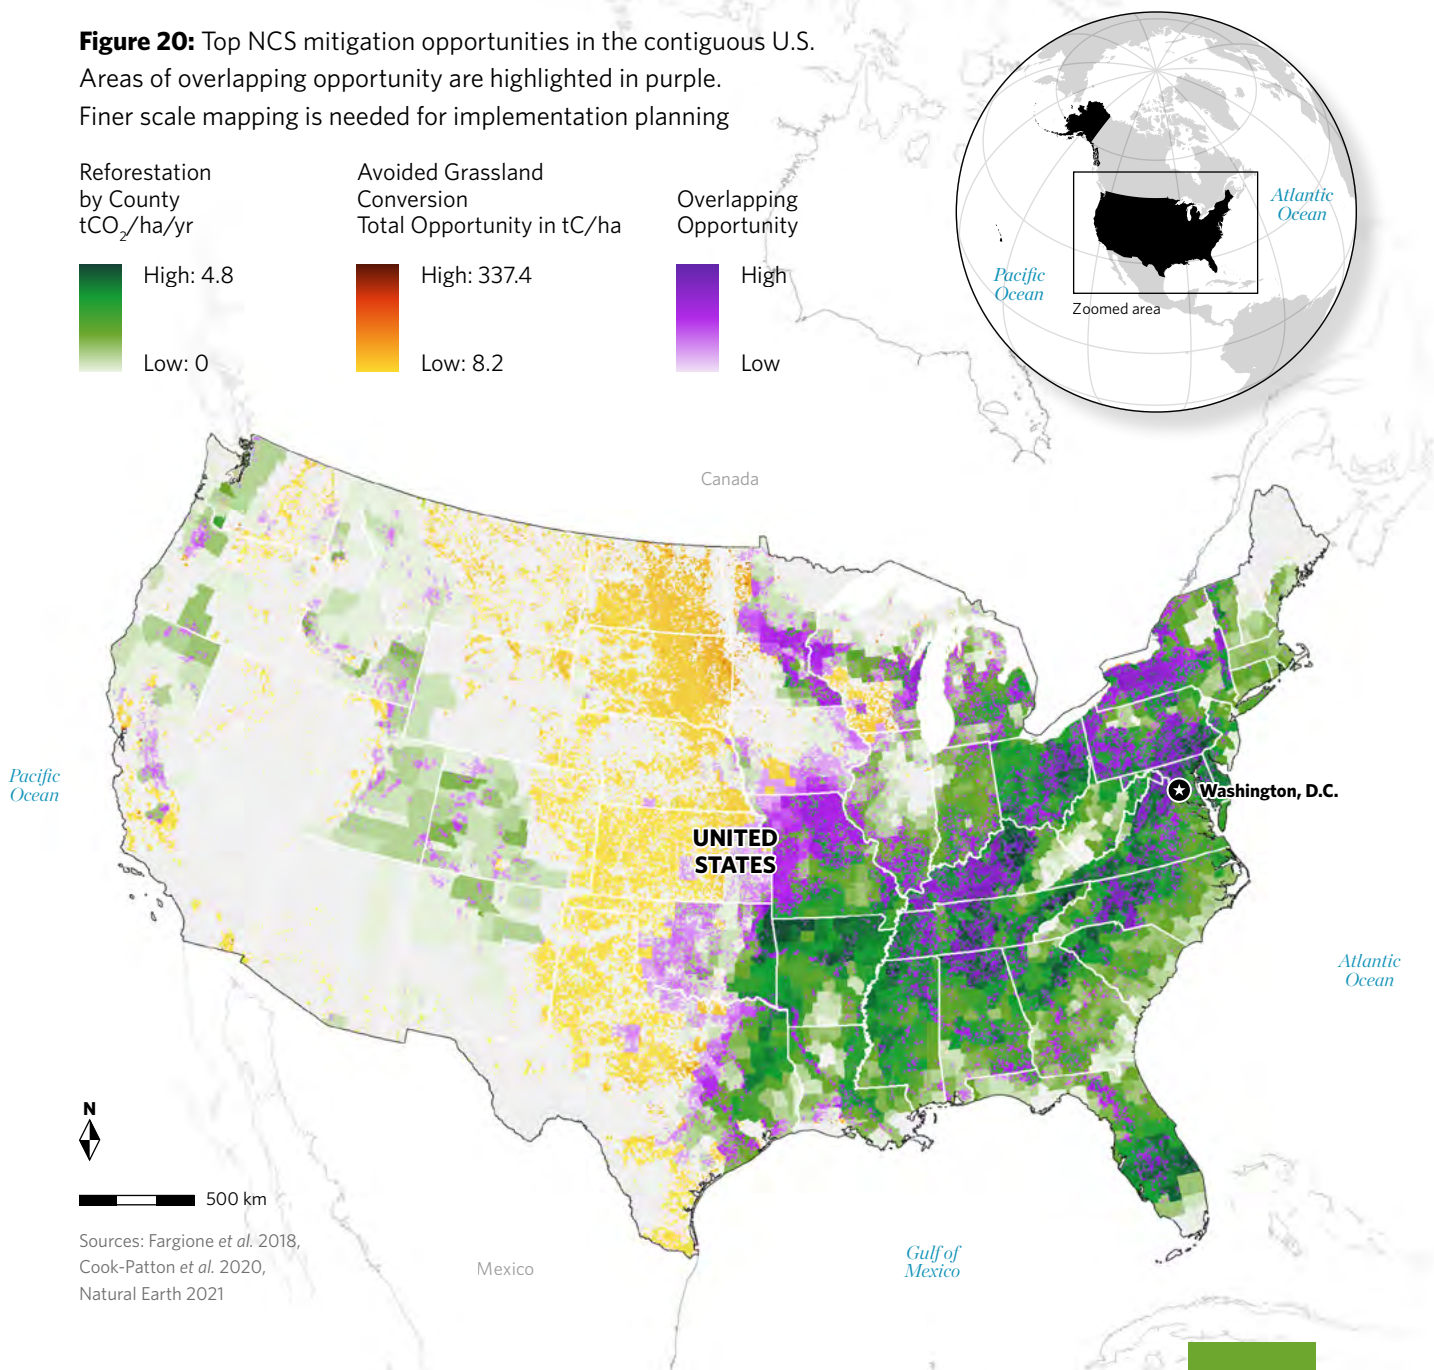 Figure 20: Top NCS mitigation opportunities in the contiguous U.S.
Areas of overlapping opportunity are highlighted in purple.
Finer scale mapping is needed for implementation planning
Reforestation
by County
tCO₂/ha/yr
High: 4.8
Low: 0
Avoided Grassland
Conversion
Total Opportunity in tC/ha
High: 337.4
Low: 8.2
Overlapping
Opportunity
High
Low
Atlantic
Ocean
Pacific
Ocean
Zoomed area
Canada
Pacific
Ocean
Washington, D.C.
UNITED
STATES
Atlantic
Ocean
N
500 km
Sources: Fargione et al. 2018,
Cook-Patton et al. 2020,
Natural Earth 2021
Mexico
Gulf of
Mexico